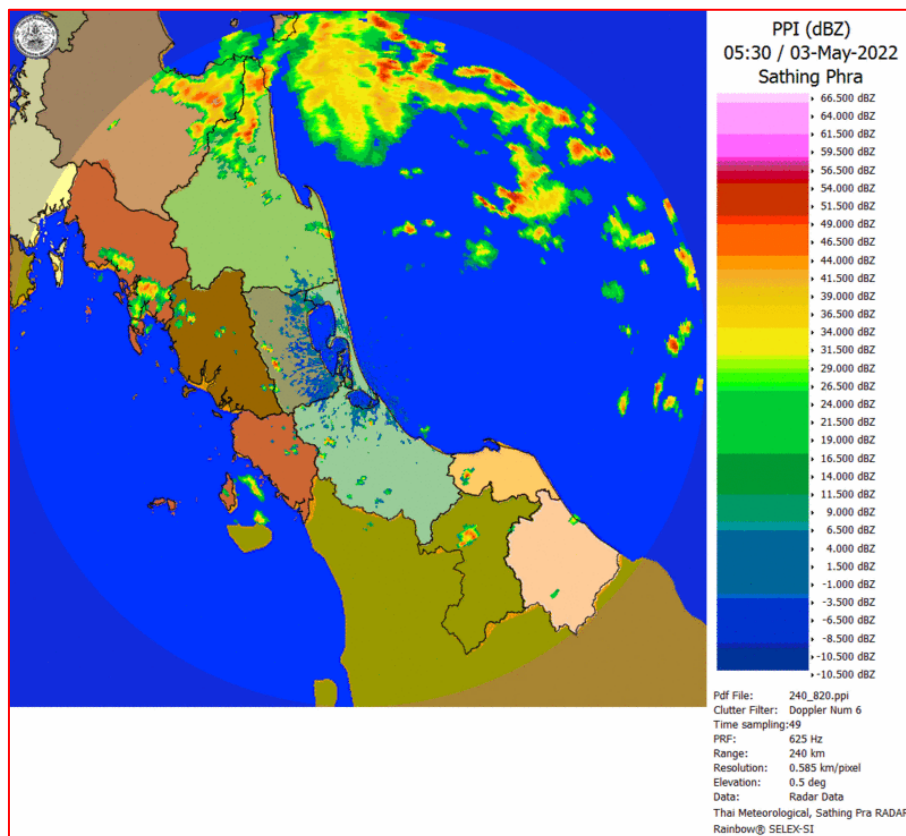 PPI (dBZ)
05:30 / 03-May-2022
Sathing Phra
66.500 dBZ
64.000 dBZ
61.500 dBZ
59.500 dBZ
56.500 dBZ
54.000 dBZ
51.500 dBZ
49.000 dBZ
46.500 dBZ
44.000 dBZ
41.500 dBZ
39.000 dBZ
36.500 dBZ
34.000 dBZ
31.500 dBZ
29.000 dBZ
26.500 dBZ
24.000 dBZ
21.500 dBZ
19.000 dBZ
14.000 dBZ
11.500 dBZ
9.000 dBZ
6.500 dBZ
4.000 dBZ
1.500 dBZ
-1.000 dBZ
-3.500 dBZ
-8.500 dBZ
-10.500 dBZ
-10.500 dBZ
Pdf File: 240_820.ppi
Clutter Filter: Doppler Num 6
Time sampling:49
PRF: 625 Hz
Range: 240 km
Resolution: 0.585 km/pixel
Elevation: 0.5 deg
Data: Radar Data
Thai Meteorological, Sathing Pra RADAR
Rainbow® SELEX-SI